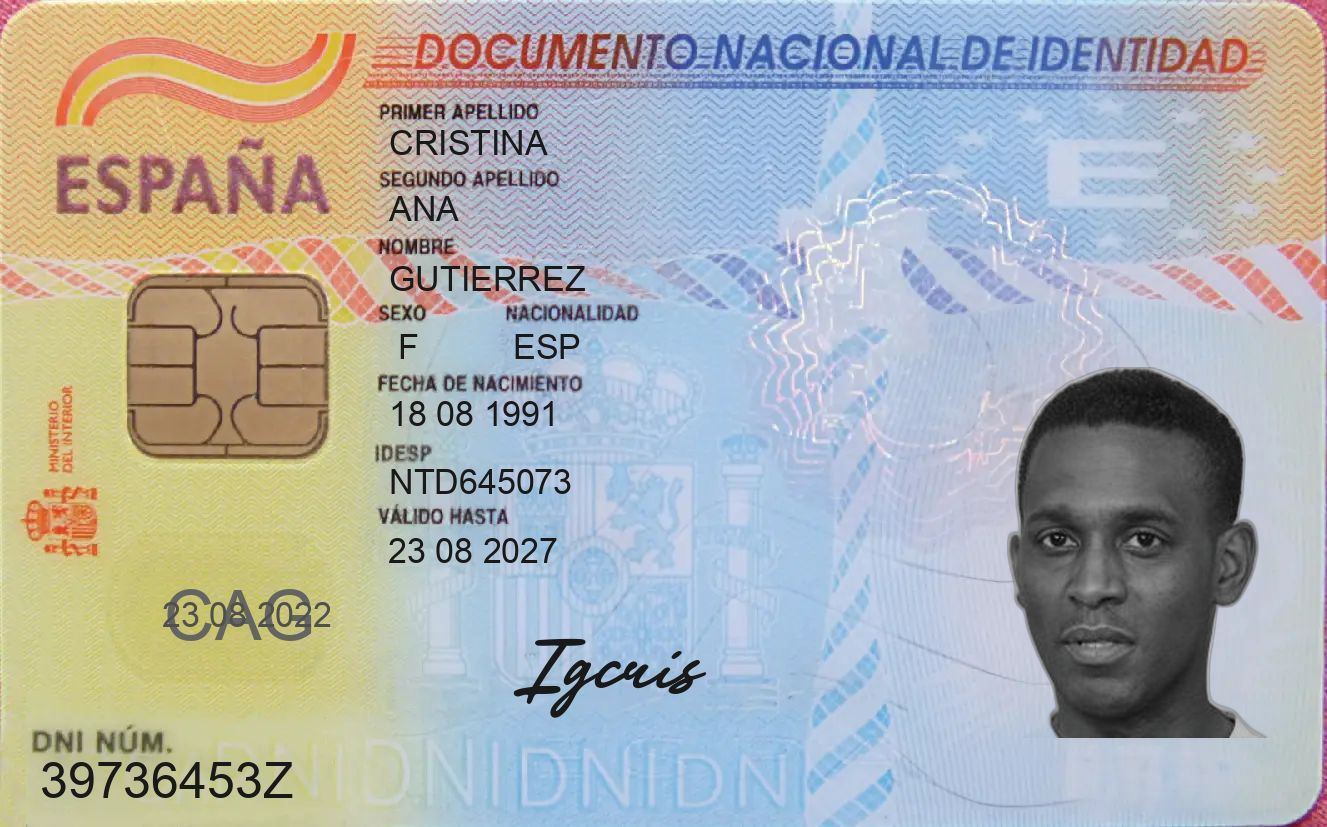 DOCUMENTO NACIONAL DE IDENTIDAD
ESPAÑA
E
PRIMER APELLIDO
CRISTINA
SEGUNDO APELLIDO
ANA
NOMBRE
GUTIERREZ
SEXO NACIONALIDAD
F ESP
FECHA DE NACIMIENTO
18 08 1991
IDESP
NTD645073
VÁLIDO HASTA
23 08 2027
MINISTERIO
DEL INTERIOR
CAG
23 08 2022
Igcris
DNI NÚM.
39736453Z
DNIDNIDNIDNI